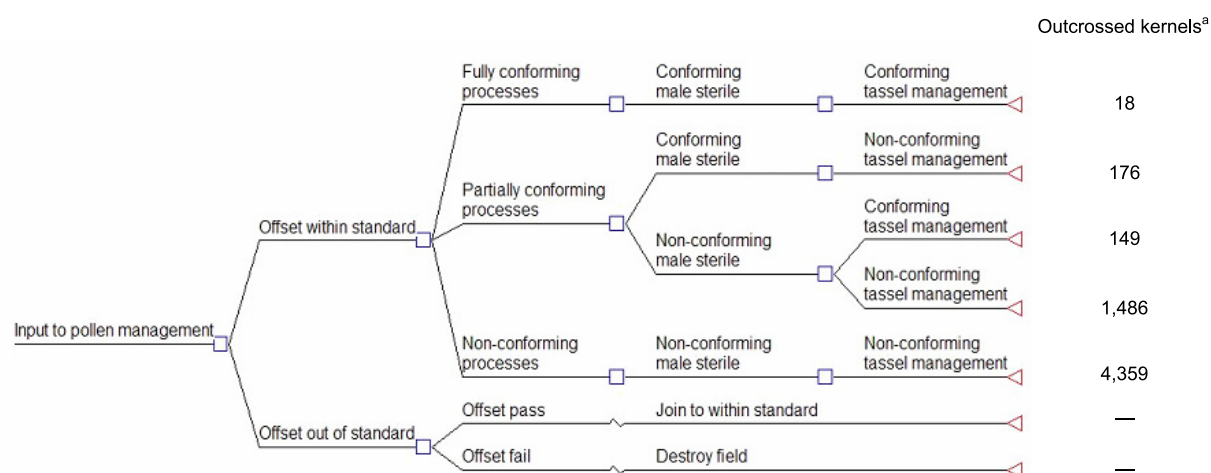 Outcrossed kernelsa
Fully conforming
processes
Conforming
male sterile
Conforming
tassel management
18
Conforming
male sterile
Non-conforming
tassel management
176
Partially conforming
processes
Conforming
tassel management
149
Offset within standard
Non-conforming
male sterile
Non-conforming
tassel management
1,486
Input to pollen management
Non-conforming
processes
Non-conforming
male sterile
Non-conforming
tassel management
4,359
Offset pass
Join to within standard
—
Offset out of standard
Offset fail
Destroy field
—